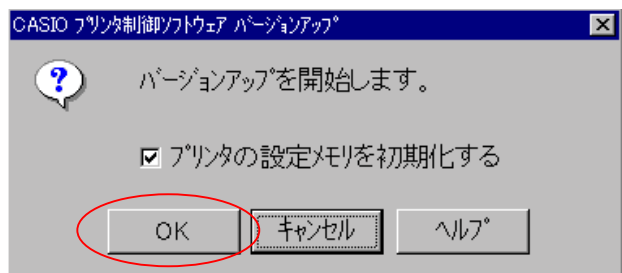 CASIO プリンタ制御ソフトウェア バージョンアップ
バージョンアップを開始します。
プリンタの設定メモリを初期化する
OK キャンセル ヘルプ